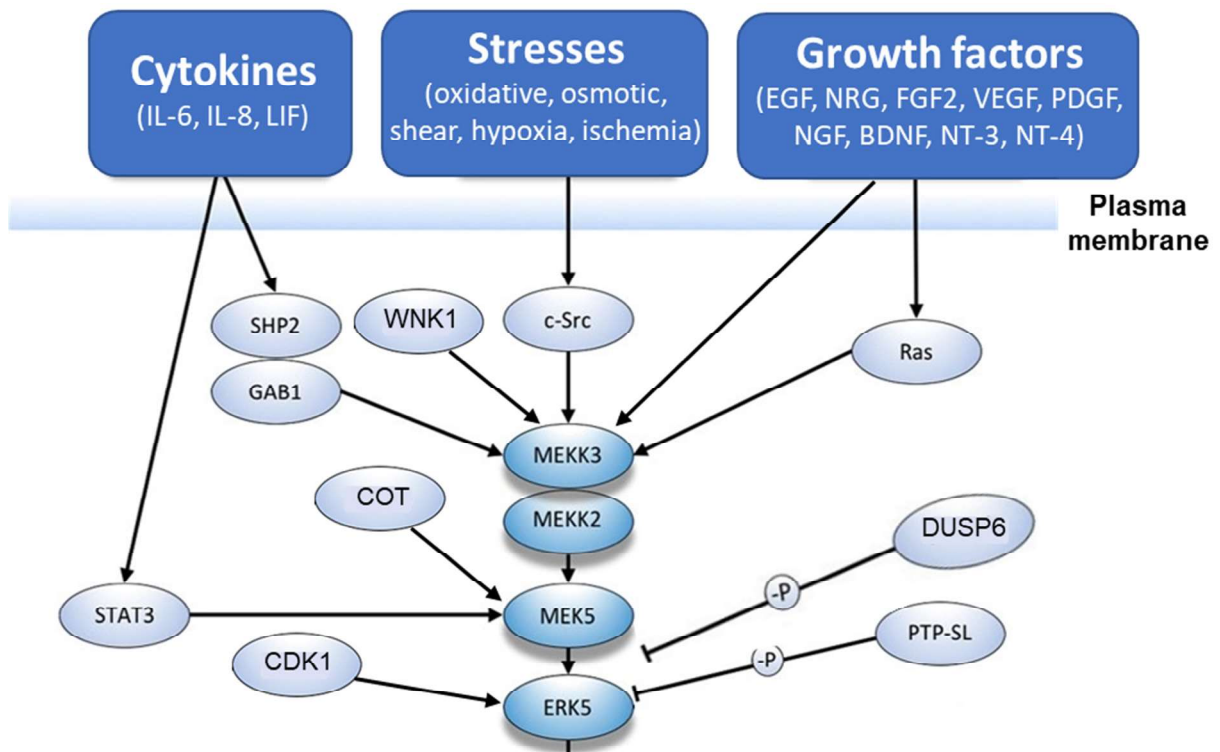 Cytokines
(IL-6, IL-8, LIF)
Stresses
(oxidative, osmotic,
shear, hypoxia, ischemia)
Growth factors
(EGF, NRG, FGF2, VEGF, PDGF,
NGF, BDNF, NT-3, NT-4)
Plasma
membrane
SHP2
GAB1
WNK1
c-Src
Ras
MEKK3
MEKK2
COT
DUSP6
-P
STAT3
MEK5
PTP-SL
-P
CDK1
ERK5